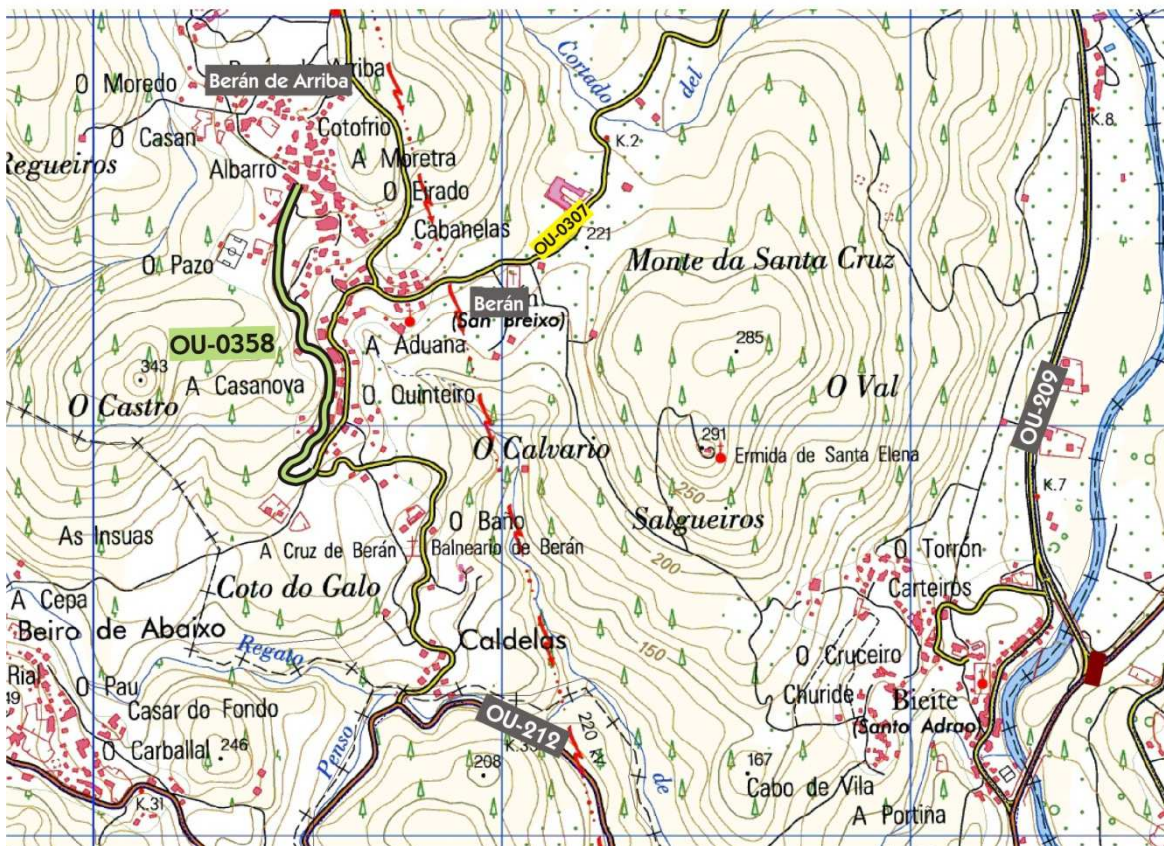 Cortado
del
O Moredo
Berán de Arriba
K.8
O Casan
Cotofrio
K.2
Regueiros
Albarro
A Moretra
O Eirado
OU-0307
Cabanelas
221
Monte da Santa Cruz
O Pazo
Berán
(San Breixo)
OU-0358
A Aduana
285
343
A Casanova
O Quinteiro
O Val
OU-209
O Castro
291
O Calvario
Ermida de Santa Elena
250
K.7
Salgueiros
As Insuas
O Baño
A Cruz de Berán
Balneario de Berán
O Torrón
200
Coto do Galo
Carteiros
A Cepa
Beiro de Abaixo
Regato
Caldelas
150
O Cruceiro
Rial
O Pau
Churide
Bieite
49
Casar do Fondo
(Santo Adrao)
OU-212
220 KV
O Carballal
246
Penso
208
de
167
K.31
Cabo de Vila
A Portiña